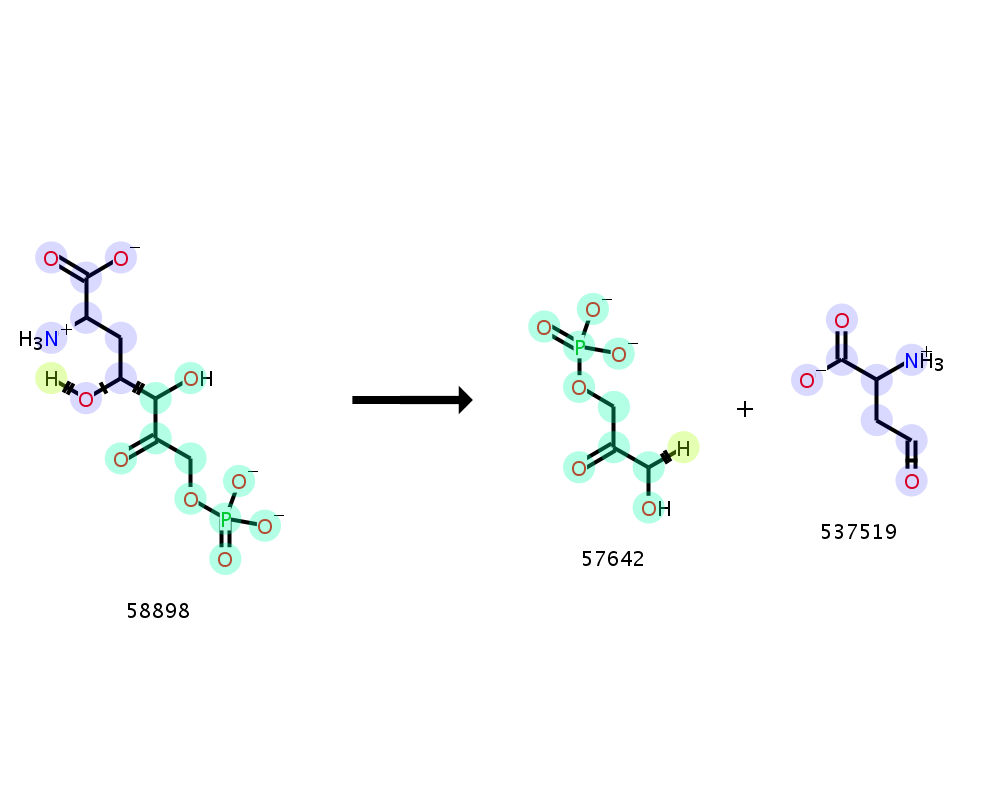 O O⁻
H₃N⁺
H O OH
O
O O⁻
P O⁻
O
58898
O⁻
O P O⁻
O
O H
OH
57642
+
O
O⁻ NH₃⁺
O
537519